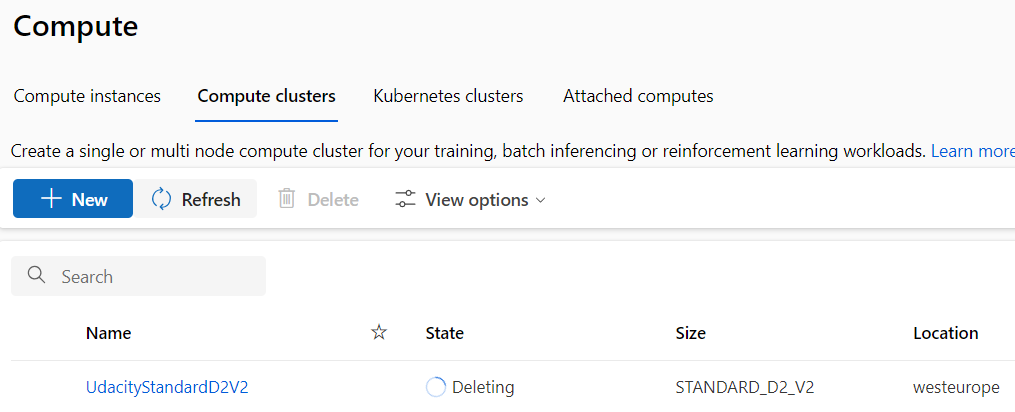 Compute
Compute instances Compute clusters Kubernetes clusters Attached computes
Create a single or multi node compute cluster for your training, batch inferencing or reinforcement learning workloads. Learn more
New Refresh Delete View options
Search
Name State Size Location
UdacityStandardD2V2 Deleting STANDARD_D2_V2 westeurope